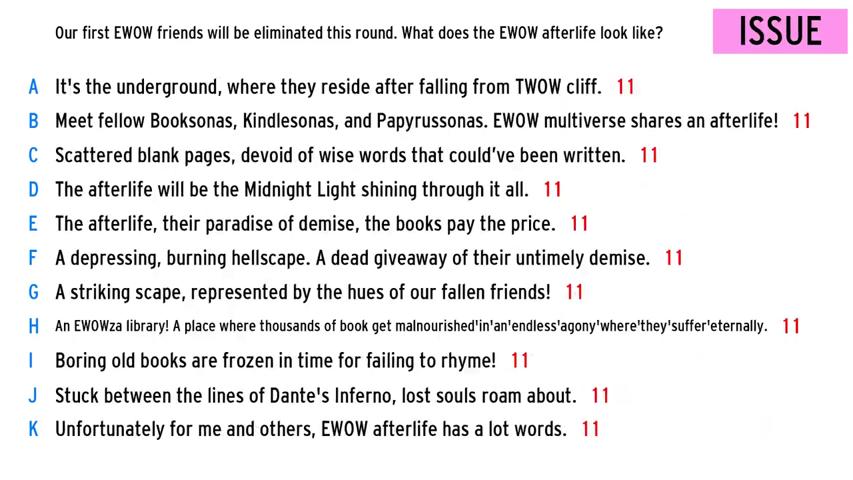 Our first EWOW friends will be eliminated this round. What does the EWOW afterlife look like?
ISSUE
A It's the underground, where they reside after falling from TWOW cliff. 11
B Meet fellow Booksonas, Kindlesonas, and Papyrussonas. EWOW multiverse shares an afterlife! 11
C Scattered blank pages, devoid of wise words that could've been written. 11
D The afterlife will be the Midnight Light shining through it all. 11
E The afterlife, their paradise of demise, the books pay the price. 11
F A depressing, burning hellscape. A dead giveaway of their untimely demise. 11
G A striking scape, represented by the hues of our fallen friends! 11
H An EWOWza library! A place where thousands of book get malnourished'in'an'endless'agony'where'they'suffer'eternally. 11
I Boring old books are frozen in time for failing to rhyme! 11
J Stuck between the lines of Dante's Inferno, lost souls roam about. 11
K Unfortunately for me and others, EWOW afterlife has a lot words. 11